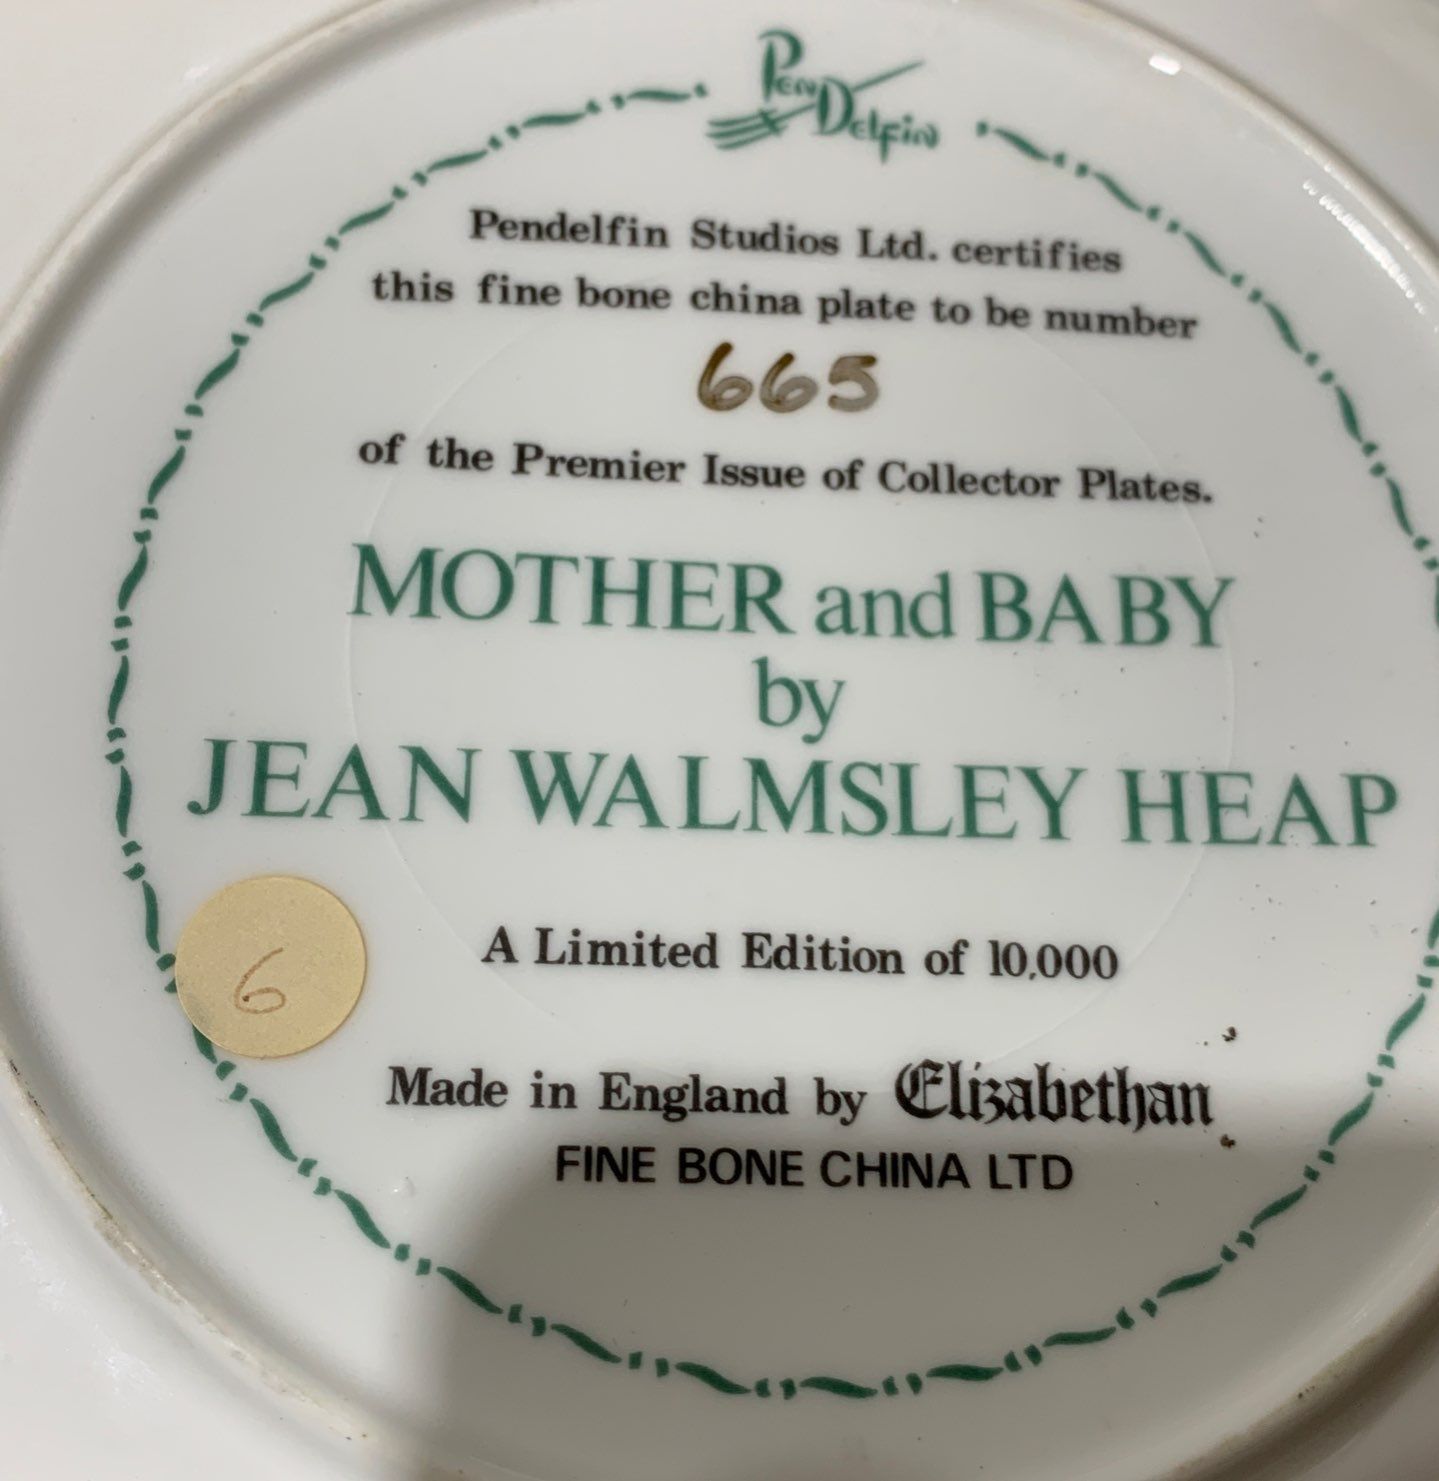 PenDelfin
Pendelfin Studios Ltd. certifies
this fine bone china plate to be number
665
of the Premier Issue of Collector Plates.
MOTHER and BABY
by
JEAN WALMSLEY HEAP
A Limited Edition of 10,000
6
Made in England by Elizabethan
FINE BONE CHINA LTD